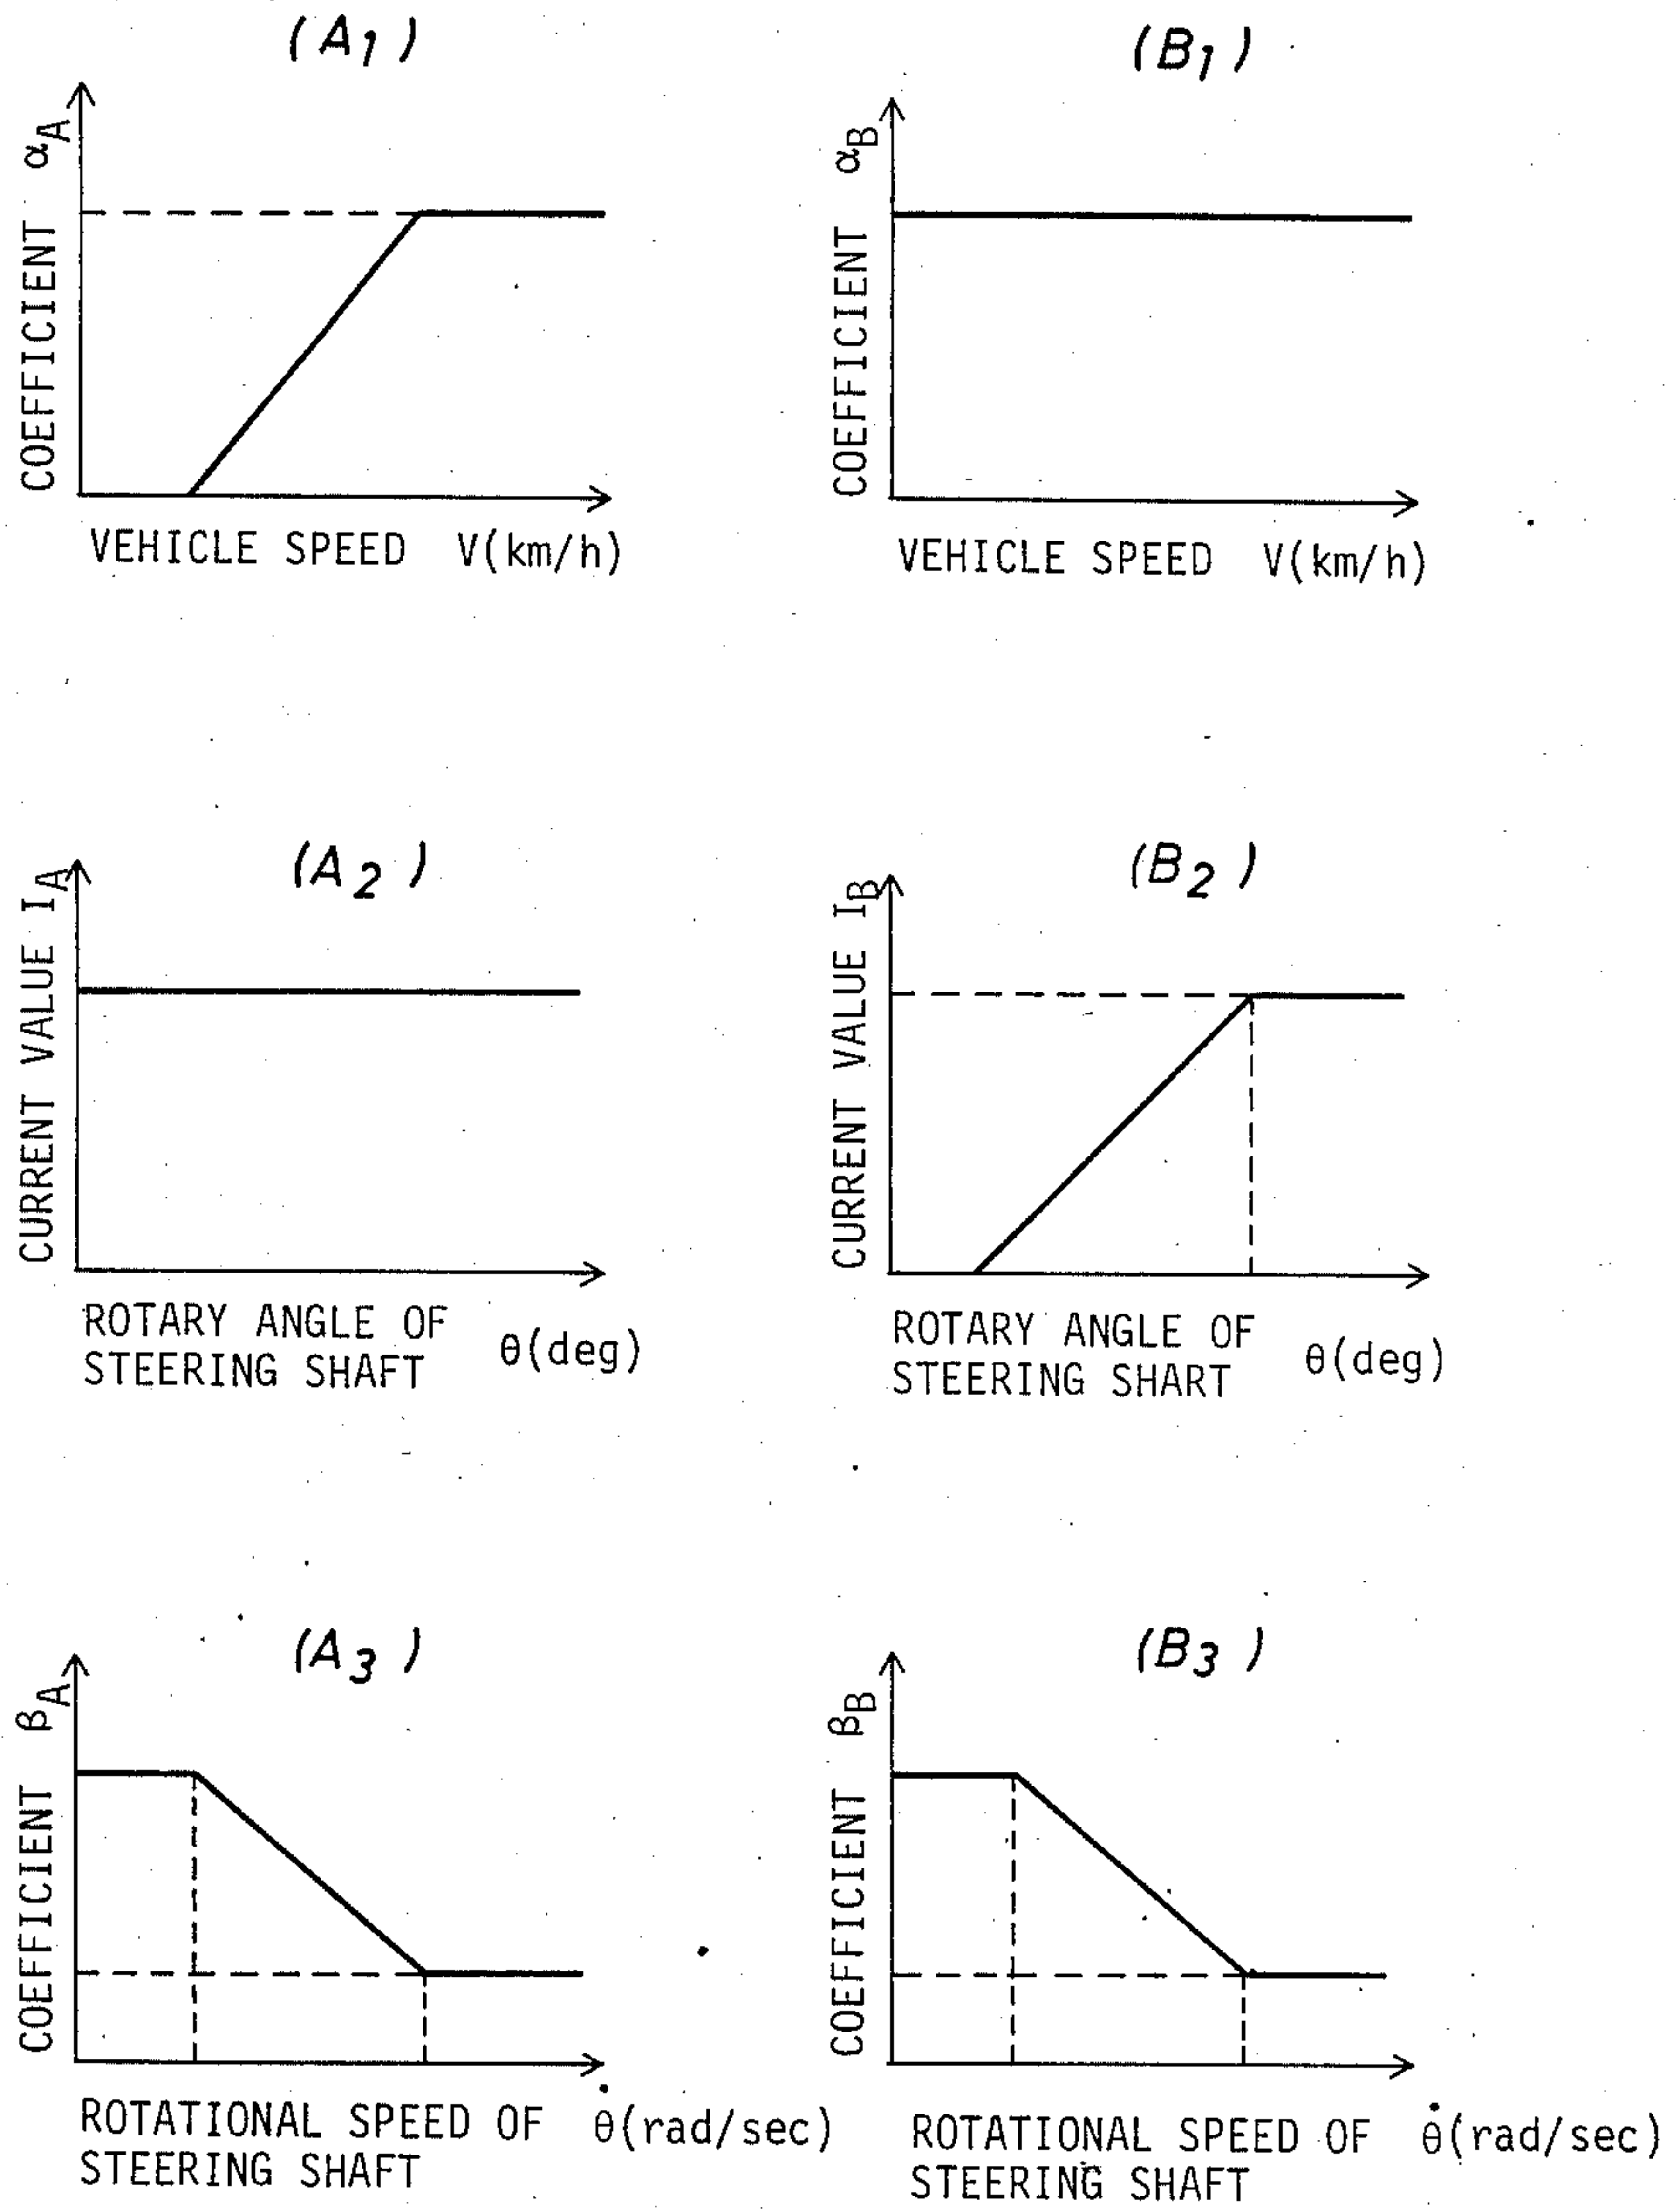 (A1)
COEFFICIENT αA
VEHICLE SPEED V(km/h)
(B1)
COEFFICIENT αB
VEHICLE SPEED V(km/h)
(A2)
CURRENT VALUE IA
ROTARY ANGLE OF
STEERING SHAFT θ(deg)
(B2)
CURRENT VALUE IB
ROTARY ANGLE OF
STEERING SHART θ(deg)
(A3)
COEFFICIENT βA
ROTATIONAL SPEED OF θ̇(rad/sec)
STEERING SHAFT
(B3)
COEFFICIENT βB
ROTATIONAL SPEED OF θ̇(rad/sec)
STEERING SHAFT